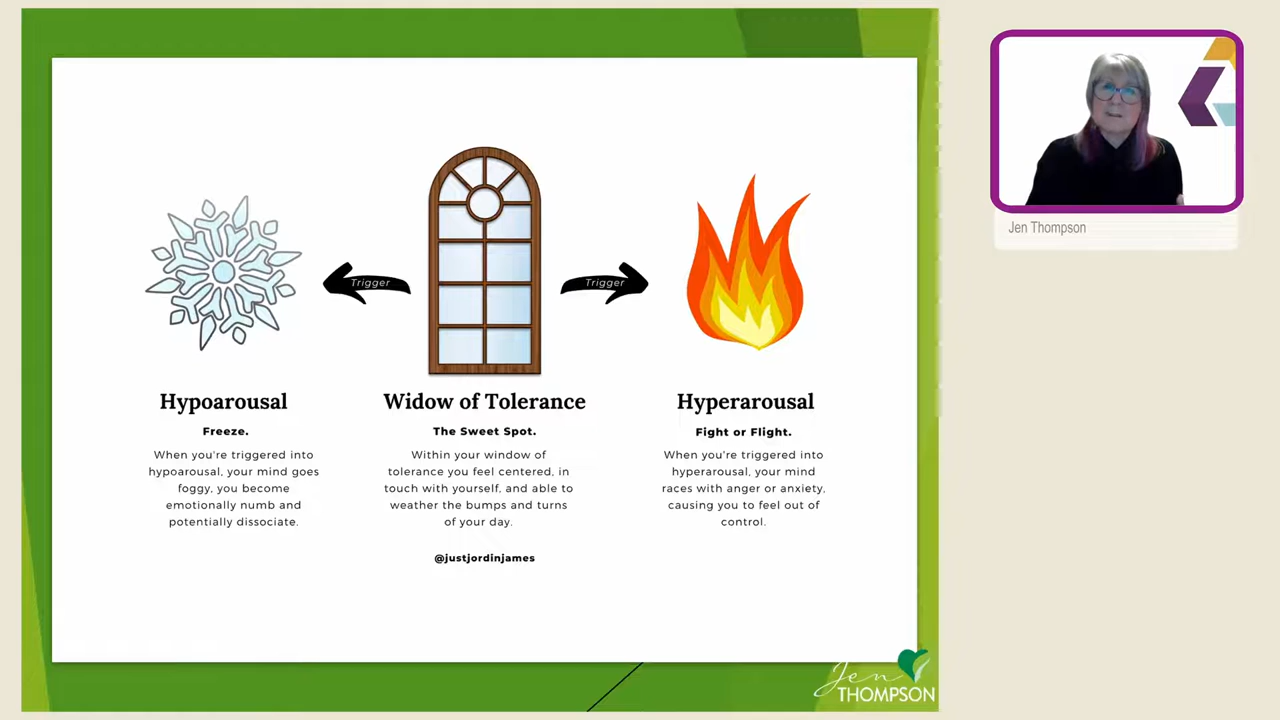 Trigger
Trigger
Hypoarousal
Freeze.
When you're triggered into
hypoarousal, your mind goes
foggy, you become
emotionally numb and
potentially dissociate.
Widow of Tolerance
The Sweet Spot.
Within your window of
tolerance you feel centered, in
touch with yourself, and able to
weather the bumps and turns
of your day.
@justjordinjames
Hyperarousal
Fight or Flight.
When you're triggered into
hyperarousal, your mind
races with anger or anxiety,
causing you to feel out of
control.
Jen
THOMPSON
Jen Thompson